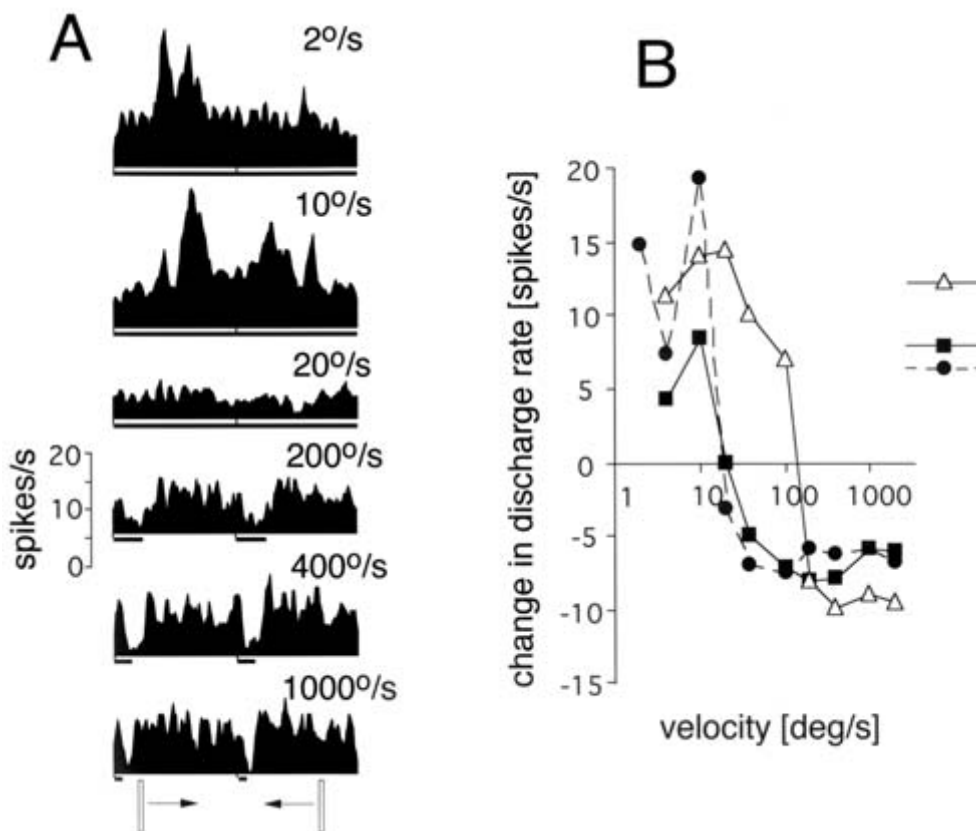 A
2º/s
10º/s
20º/s
200º/s
400º/s
1000º/s
spikes/s
20
10
0
B
change in discharge rate [spikes/s]
20
15
10
5
0
-5
-10
-15
1 10 100 1000
velocity [deg/s]